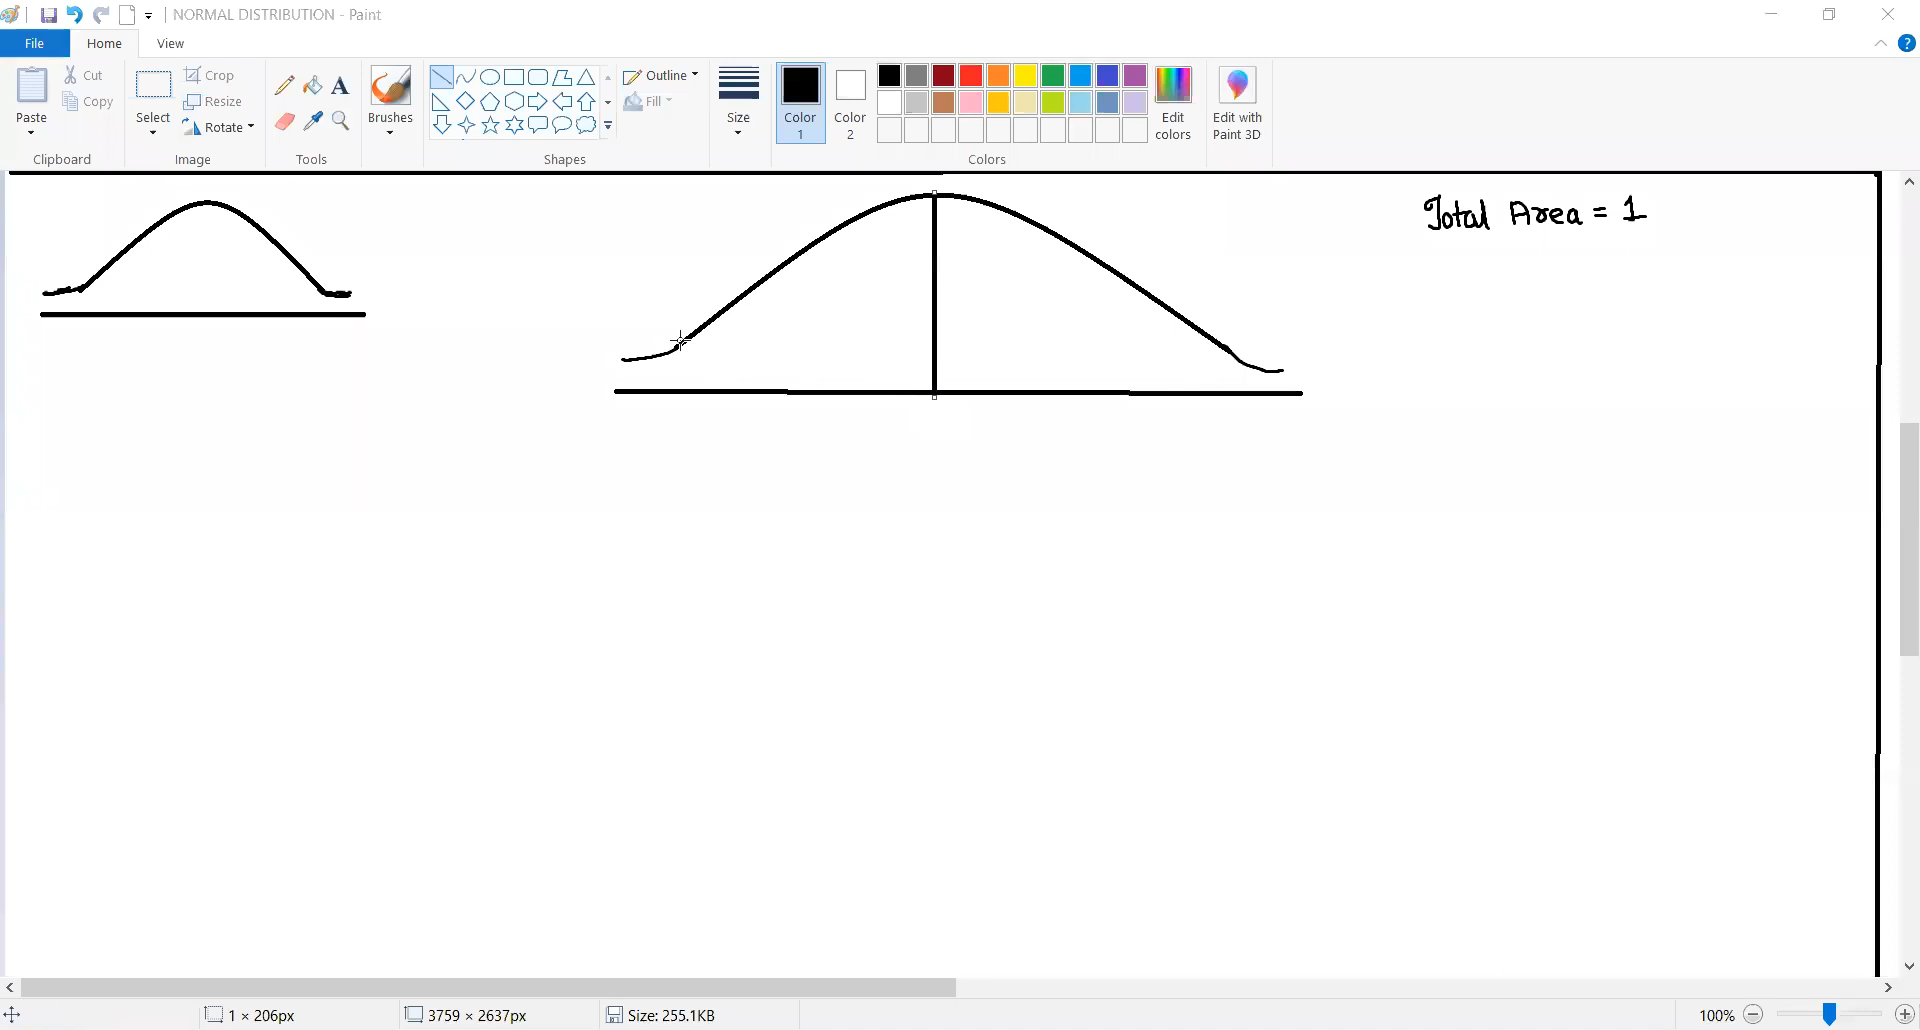 NORMAL DISTRIBUTION - Paint
File Home View
Paste
Cut
Copy
Clipboard
Select
Crop
Resize
Rotate
Image
A
Tools
Brushes
Shapes
Outline
Fill
Size
Color 1
Color 2
Colors
Edit colors
Edit with Paint 3D
Total Area = 1
1 × 206px
3759 × 2637px
Size: 255.1KB
100%